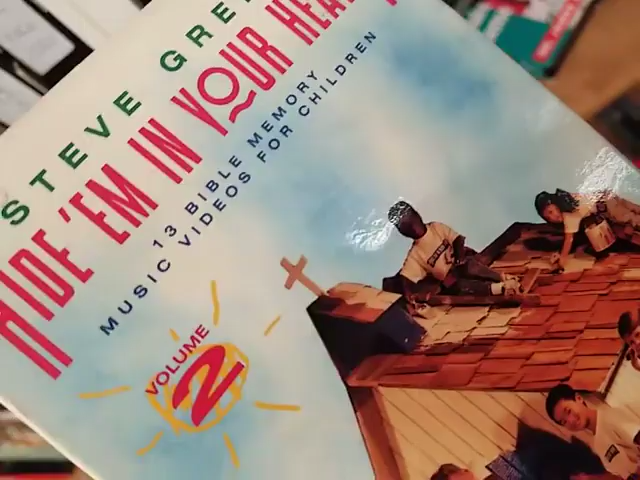 STEVE GRE
HIDE 'EM IN YOUR HEA
13 BIBLE MEMORY
MUSIC VIDEOS FOR CHILDREN
VOLUME
2